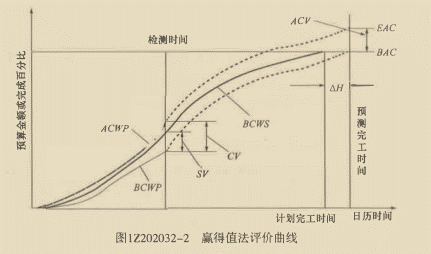 ACV
EAC
检测时间
BAC
预算金额或完成百分比
ACWP
BCWS
ΔH
预测完工时间
CV
BCWP
SV
计划完工时间
日历时间
图1Z202032-2 赢得值法评价曲线